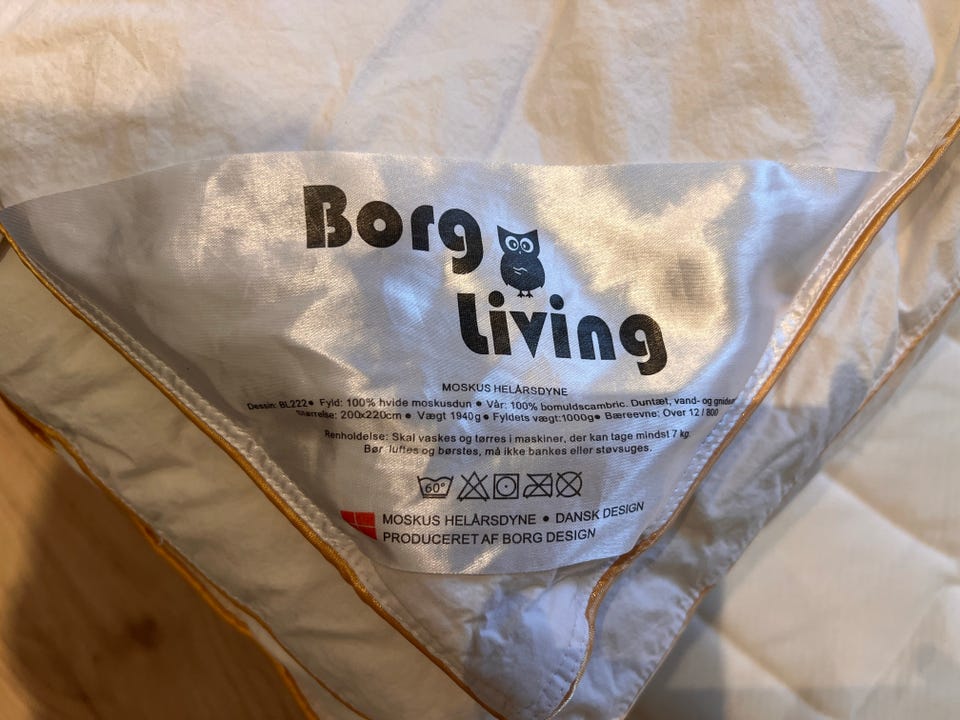 Borg
Living
MOSKUS HELÅRSDYNE
Dessin: BL222● Fyld: 100% hvide moskusdun ● Vår: 100% bomuldscambric. Duntæt, vand- og gniden
Størrelse: 200x220cm ● Vægt 1940g ● Fyldets vægt:1000g ● Bæreevne: Over 12 / 800
Renholdelse: Skal vaskes og tørres i maskiner, der kan tage mindst 7 kg
Bør luftes og børstes, må ikke bankes eller støvsuges.
60°
MOSKUS HELÅRSDYNE ● DANSK DESIGN
PRODUCERET AF BORG DESIGN